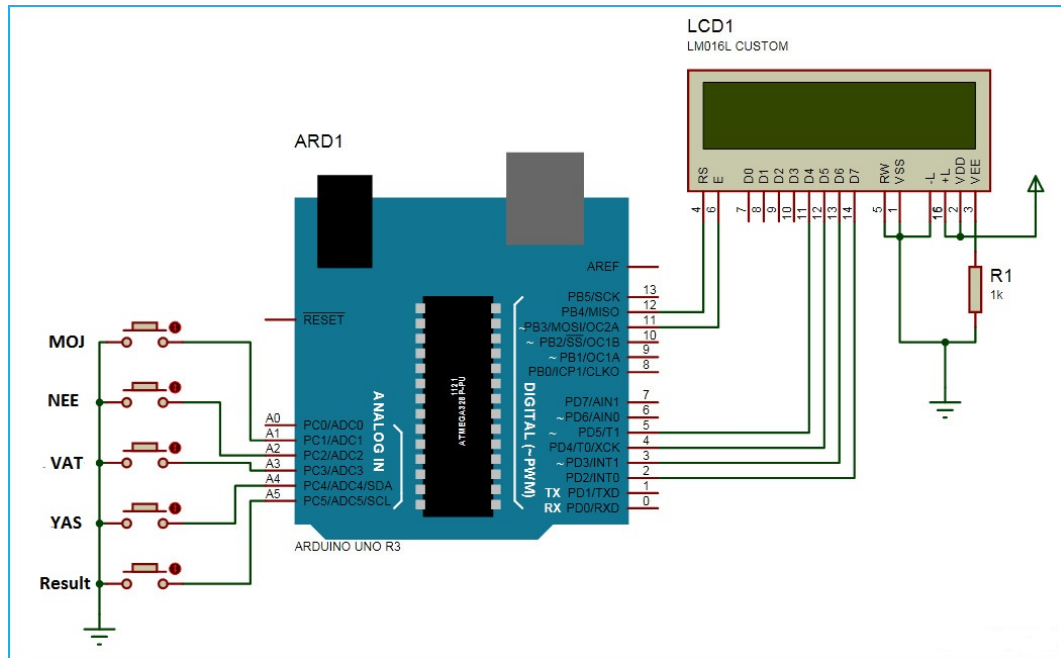 LCD1
LM016L CUSTOM
RS
E
D0
D1
D2
D3
D4
D5
D6
D7
RW
VSS
-L
+L
VDD
VEE
4
6
7
8
9
10
11
12
13
14
5
1
16
15
2
3
R1
1k
ARD1
ARDUINO UNO R3
RESET
AREF
PB5/SCK 13
PB4/MISO 12
~PB3/MOSI/OC2A 11
~ PB2/SS/OC1B 10
~ PB1/OC1A 9
PB0/ICP1/CLKO 8
PD7/AIN1 7
~ PD6/AIN0 6
~ PD5/T1 5
PD4/T0/XCK 4
~ PD3/INT1 3
PD2/INT0 2
TX PD1/TXD 1
RX PD0/RXD 0
DIGITAL (~PWM)
ANALOG IN
ATMEGA328P-PU
1121
A0 PC0/ADC0
A1 PC1/ADC1
A2 PC2/ADC2
A3 PC3/ADC3
A4 PC4/ADC4/SDA
A5 PC5/ADC5/SCL
MOJ
NEE
VAT
YAS
Result